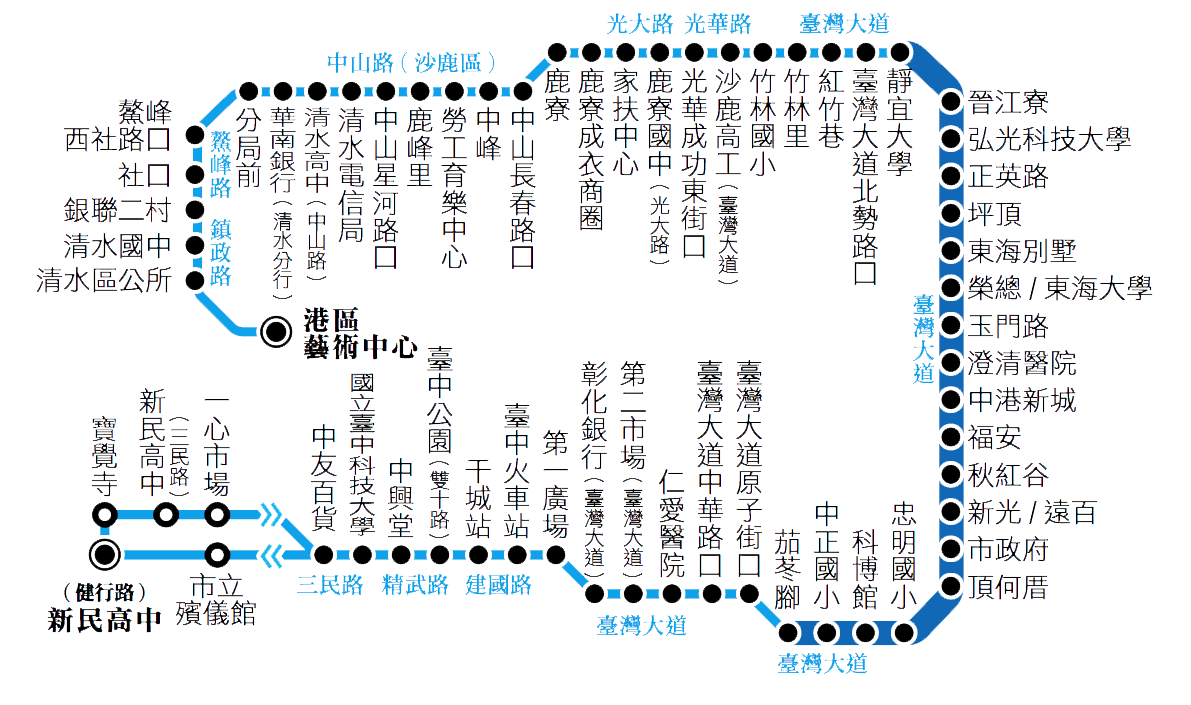 光大路
光華路
臺灣大道
中山路（沙鹿區）
鰲峰
西社路口
社口
銀聯二村
清水國中
清水區公所
鰲峰路
鎮政路
港區
藝術中心
分局前
華南銀行（清水分行）
清水高中（中山路）
清水電信局
中山星河路口
鹿峰里
勞工育樂中心
中峰
中山長春路口
鹿寮
鹿寮成衣商圈
家扶中心
鹿寮國中（光大路）
光華成功東街口
沙鹿高工（臺灣大道）
竹林國小
竹林里
紅竹巷
臺灣大道北勢路口
靜宜大學
晉江寮
弘光科技大學
正英路
坪頂
東海別墅
榮總 / 東海大學
玉門路
澄清醫院
中港新城
福安
秋紅谷
新光 / 遠百
市政府
頂何厝
臺灣大道
寶覺寺
新民高中（三民路）
一心市場
中友百貨
國立臺中科技大學
中興堂
臺中公園（雙十路）
干城站
臺中火車站
第一廣場
彰化銀行（臺灣大道）
第二市場（臺灣大道）
仁愛醫院
臺灣大道中華路口
臺灣大道原子街口
茄苳腳
中正國小
科博館
忠明國小
（健行路）
新民高中
市立
殯儀館
三民路
精武路
建國路
臺灣大道
臺灣大道